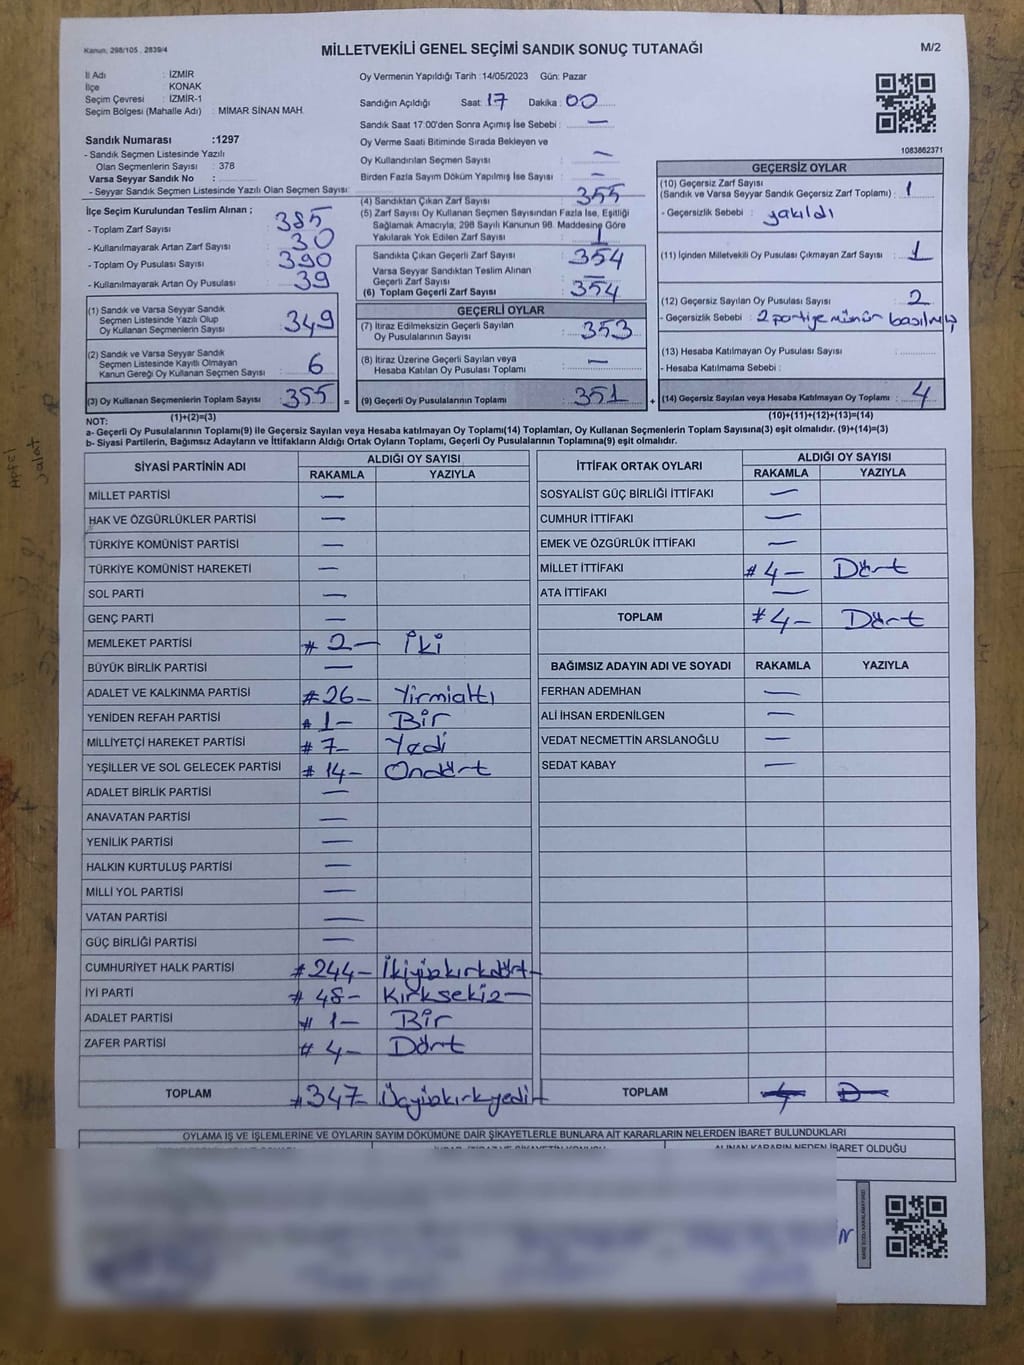 Kanun: 298/105 , 2839/4
MİLLETVEKİLİ GENEL SEÇİMİ SANDIK SONUÇ TUTANAĞI
M/2
İl Adı : İZMİR
İlçe : KONAK
Seçim Çevresi : İZMİR-1
Seçim Bölgesi (Mahalle Adı) : MİMAR SİNAN MAH.
Sandık Numarası :1297
- Sandık Seçmen Listesinde Yazılı
Olan Seçmenlerin Sayısı : 378
Varsa Seyyar Sandık No :
- Seyyar Sandık Seçmen Listesinde Yazılı Olan Seçmen Sayısı:
Oy Vermenin Yapıldığı Tarih :14/05/2023 Gün: Pazar
Sandığın Açıldığı Saat: 17 Dakika: 00
Sandık Saat 17:00'den Sonra Açımış İse Sebebi : —
Oy Verme Saati Bitiminde Sırada Bekleyen ve
Oy Kullandırılan Seçmen Sayısı : —
Birden Fazla Sayım Döküm Yapılmış İse Sayısı : —
1083862371
İlçe Seçim Kurulundan Teslim Alınan ;
- Toplam Zarf Sayısı : 385
- Kullanılmayarak Artan Zarf Sayısı : 30
- Toplam Oy Pusulası Sayısı : 390
- Kullanılmayarak Artan Oy Pusulası : 39
(1) Sandık ve Varsa Seyyar Sandık
Seçmen Listesinde Yazılı Olup
Oy Kullanan Seçmenlerin Sayısı : 349
(2) Sandık ve Varsa Seyyar Sandık
Seçmen Listesinde Kayıtlı Olmayan
Kanun Gereği Oy Kullanan Seçmen Sayısı : 6
(3) Oy Kullanan Seçmenlerin Toplam Sayısı : 355 =
(4) Sandıktan Çıkan Zarf Sayısı : 355
(5) Zarf Sayısı Oy Kullanan Seçmen Sayısından Fazla İse, Eşitliği
Sağlamak Amacıyla, 298 Sayılı Kanunun 98. Maddesine Göre
Yakılarak Yok Edilen Zarf Sayısı : 1
Sandıkta Çıkan Geçerli Zarf Sayısı : 354
Varsa Seyyar Sandıktan Teslim Alınan
Geçerli Zarf Sayısı : —
(6) Toplam Geçerli Zarf Sayısı : 354
GEÇERLİ OYLAR
(7) İtiraz Edilmeksizin Geçerli Sayılan
Oy Pusulalarının Sayısı : 353
(8) İtiraz Üzerine Geçerli Sayılan veya
Hesaba Katılan Oy Pusulası Toplamı : —
(9) Geçerli Oy Pusulalarının Toplamı : 351 +
GEÇERSİZ OYLAR
(10) Geçersiz Zarf Sayısı
(Sandık ve Varsa Seyyar Sandık Geçersiz Zarf Toplamı) : 1
- Geçersizlik Sebebi : yakıldı
(11) İçinden Milletvekili Oy Pusulası Çıkmayan Zarf Sayısı : 1
(12) Geçersiz Sayılan Oy Pusulası Sayısı : 2
- Geçersizlik Sebebi : 2 partiye mühür basılmış
(13) Hesaba Katılmayan Oy Pusulası Sayısı :
- Hesaba Katılmama Sebebi :
(14) Geçersiz Sayılan veya Hesaba Katılmayan Oy Toplamı : 4
NOT: (1)+(2)=(3)
(10)+(11)+(12)+(13)=(14)
a- Geçerli Oy Pusulalarının Toplamı(9) ile Geçersiz Sayılan veya Hesaba katılmayan Oy Toplamı(14) Toplamları, Oy Kullanan Seçmenlerin Toplam Sayısına(3) eşit olmalıdır. (9)+(14)=(3)
b- Siyasi Partilerin, Bağımsız Adayların ve İttifakların Aldığı Ortak Oyların Toplamı, Geçerli Oy Pusulalarının Toplamına(9) eşit olmalıdır.
SİYASİ PARTİNİN ADI ALDIĞI OY SAYISI
RAKAMLA YAZIYLA
MİLLET PARTİSİ —
HAK VE ÖZGÜRLÜKLER PARTİSİ —
TÜRKİYE KOMÜNİST PARTİSİ —
TÜRKİYE KOMÜNİST HAREKETİ —
SOL PARTİ —
GENÇ PARTİ —
MEMLEKET PARTİSİ # 2 — İki
BÜYÜK BİRLİK PARTİSİ —
ADALET VE KALKINMA PARTİSİ #26— Yirmialtı
YENİDEN REFAH PARTİSİ # 1— Bir
MİLLİYETÇİ HAREKET PARTİSİ # 7— Yedi
YEŞİLLER VE SOL GELECEK PARTİSİ # 14— Ondört
ADALET BİRLİK PARTİSİ —
ANAVATAN PARTİSİ —
YENİLİK PARTİSİ —
HALKIN KURTULUŞ PARTİSİ —
MİLLİ YOL PARTİSİ —
VATAN PARTİSİ —
GÜÇ BİRLİĞİ PARTİSİ —
CUMHURİYET HALK PARTİSİ #244— İkiyüzkırkdört—
İYİ PARTİ # 48— Kırksekiz—
ADALET PARTİSİ # 1— Bir
ZAFER PARTİSİ # 4— Dört
TOPLAM #347— Üçyüzkırkyedi—
İTTİFAK ORTAK OYLARI ALDIĞI OY SAYISI
RAKAMLA YAZIYLA
SOSYALİST GÜÇ BİRLİĞİ İTTİFAKI —
CUMHUR İTTİFAKI —
EMEK VE ÖZGÜRLÜK İTTİFAKI —
MİLLET İTTİFAKI # 4— Dört
ATA İTTİFAKI —
TOPLAM # 4— Dört
BAĞIMSIZ ADAYIN ADI VE SOYADI RAKAMLA YAZIYLA
FERHAN ADEMHAN —
ALİ İHSAN ERDENİLGEN —
VEDAT NECMETTİN ARSLANOĞLU —
SEDAT KABAY —
TOPLAM 4 D
OYLAMA İŞ VE İŞLEMLERİNE VE OYLARIN SAYIM DÖKÜMÜNE DAİR ŞİKAYETLERLE BUNLARA AİT KARARLARIN NELERDEN İBARET BULUNDUKLARI
ALINAN KARARIN NEDEN İBARET OLDUĞU